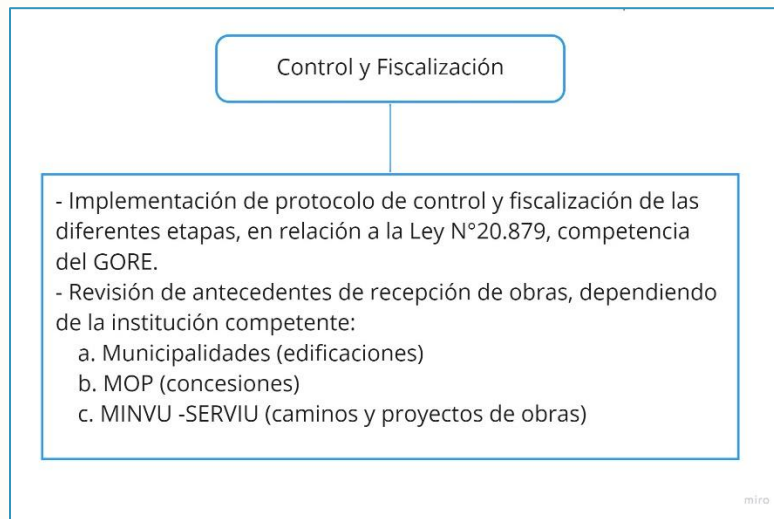 Control y Fiscalización
- Implementación de protocolo de control y fiscalización de las
diferentes etapas, en relación a la Ley N°20.879, competencia
del GORE.
- Revisión de antecedentes de recepción de obras, dependiendo
de la institución competente:
a. Municipalidades (edificaciones)
b. MOP (concesiones)
c. MINVU -SERVIU (caminos y proyectos de obras)
miro